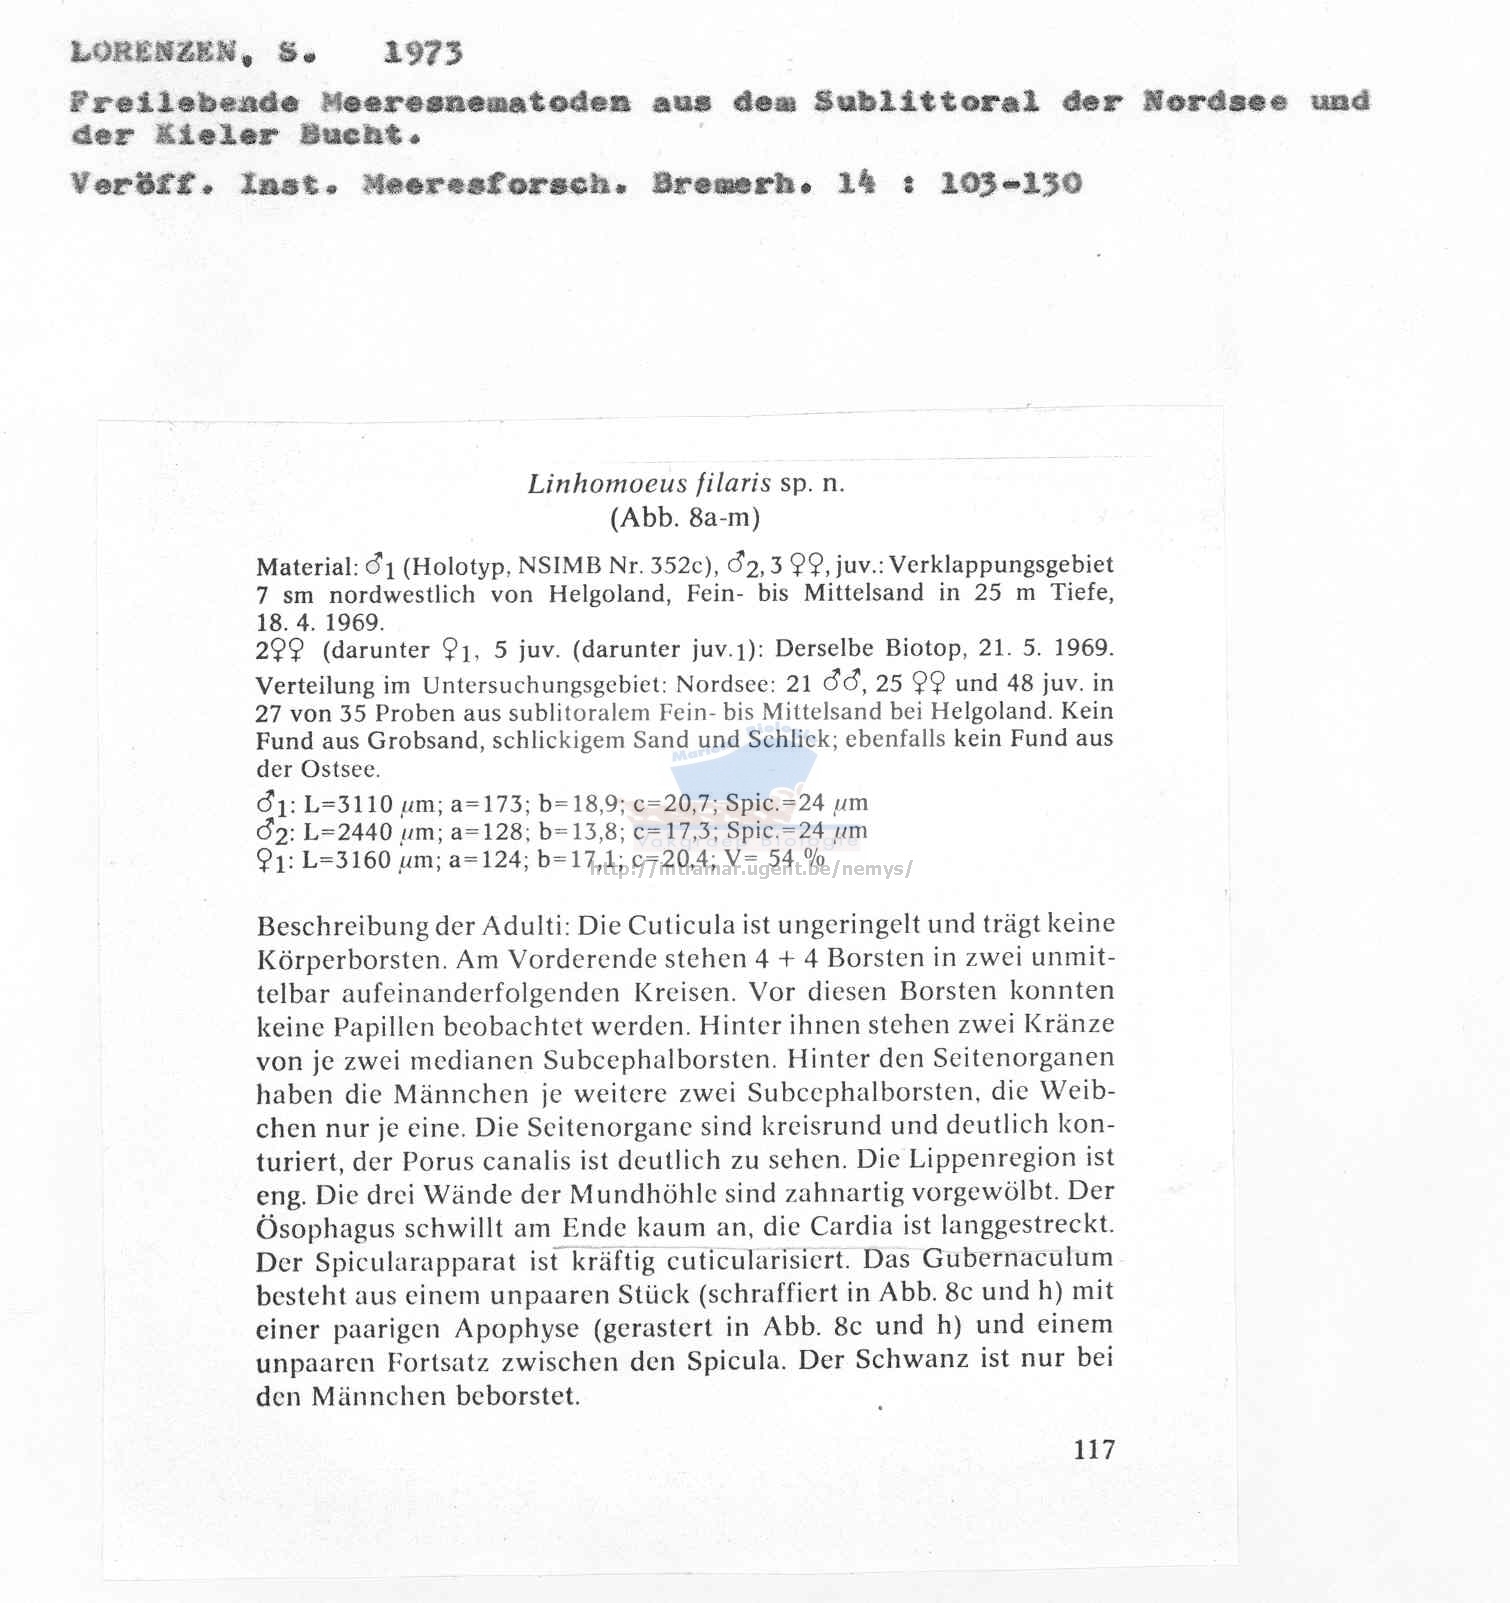 LORENZEN, S. 1973
Freilebende Meeresnematoden aus dem Sublittoral der Nordsee und
der Kieler Bucht.
Veröff. Inst. Meeresforsch. Bremerh. 14 : 103-130
Linhomoeus filaris sp. n.
(Abb. 8a-m)
Material: ♂1 (Holotyp, NSIMB Nr. 352c), ♂2, 3 ♀♀, juv.: Verklappungsgebiet
7 sm nordwestlich von Helgoland, Fein- bis Mittelsand in 25 m Tiefe,
18. 4. 1969.
2♀♀ (darunter ♀1, 5 juv. (darunter juv.1): Derselbe Biotop, 21. 5. 1969.
Verteilung im Untersuchungsgebiet: Nordsee: 21 ♂♂, 25 ♀♀ und 48 juv. in
27 von 35 Proben aus sublitoralem Fein- bis Mittelsand bei Helgoland. Kein
Fund aus Grobsand, schlickigem Sand und Schlick; ebenfalls kein Fund aus
der Ostsee.
♂1: L=3110 µm; a=173; b=18,9; c=20,7; Spic.=24 µm
♂2: L=2440 µm; a=128; b=13,8; c=17,3; Spic.=24 µm
Vakgroep Biologie
♀1: L=3160 µm; a=124; b=17,1; c=20,4; V= 54 %
http://intramar.ugent.be/nemys/
Beschreibung der Adulti: Die Cuticula ist ungeringelt und trägt keine
Körperborsten. Am Vorderende stehen 4 + 4 Borsten in zwei unmit-
telbar aufeinanderfolgenden Kreisen. Vor diesen Borsten konnten
keine Papillen beobachtet werden. Hinter ihnen stehen zwei Kränze
von je zwei medianen Subcephalborsten. Hinter den Seitenorganen
haben die Männchen je weitere zwei Subcephalborsten, die Weib-
chen nur je eine. Die Seitenorgane sind kreisrund und deutlich kon-
turiert, der Porus canalis ist deutlich zu sehen. Die Lippenregion ist
eng. Die drei Wände der Mundhöhle sind zahnartig vorgewölbt. Der
Ösophagus schwillt am Ende kaum an, die Cardia ist langgestreckt.
Der Spicularapparat ist kräftig cuticularisiert. Das Gubernaculum
besteht aus einem unpaaren Stück (schraffiert in Abb. 8c und h) mit
einer paarigen Apophyse (gerastert in Abb. 8c und h) und einem
unpaaren Fortsatz zwischen den Spicula. Der Schwanz ist nur bei
den Männchen beborstet.
117